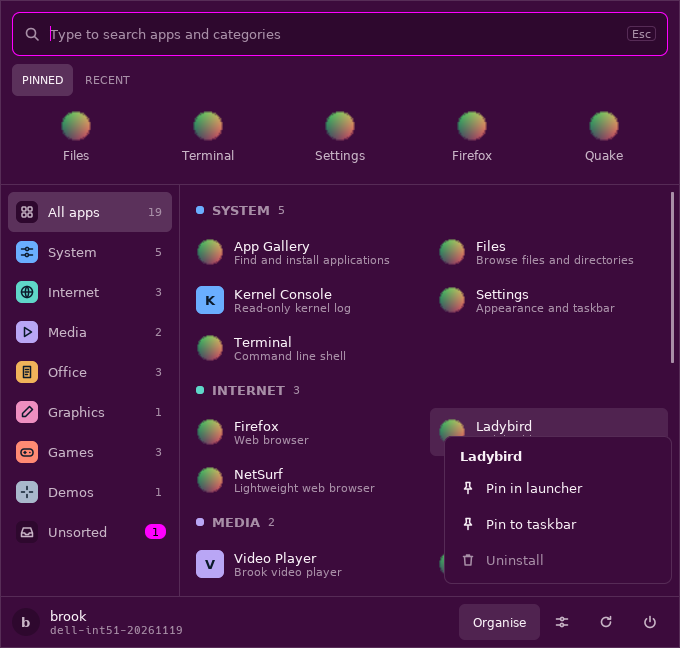 Type to search apps and categories
Esc
PINNED
RECENT
Files
Terminal
Settings
Firefox
Quake
All apps 19
System 5
Internet 3
Media 2
Office 3
Graphics 1
Games 3
Demos 1
Unsorted 1
SYSTEM 5
App Gallery
Find and install applications
Files
Browse files and directories
K
Kernel Console
Read-only kernel log
Settings
Appearance and taskbar
Terminal
Command line shell
INTERNET 3
Firefox
Web browser
Ladybird
NetSurf
Lightweight web browser
Ladybird
Pin in launcher
Pin to taskbar
Uninstall
MEDIA 2
V
Video Player
Brook video player
b
brook
dell-int51-20261119
Organise